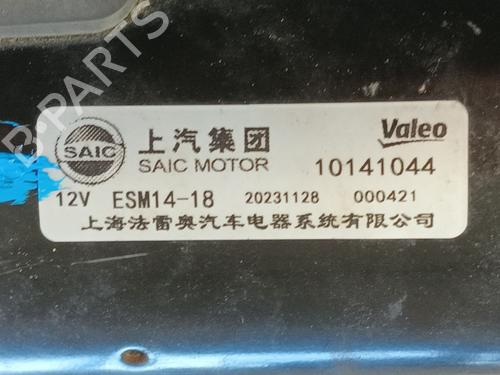 B-PARTS
SAIC 上汽集团 Valeo
SAIC MOTOR 10141044
12V ESM14-18 20231128 000421
上海法雷奥汽车电器系统有限公司